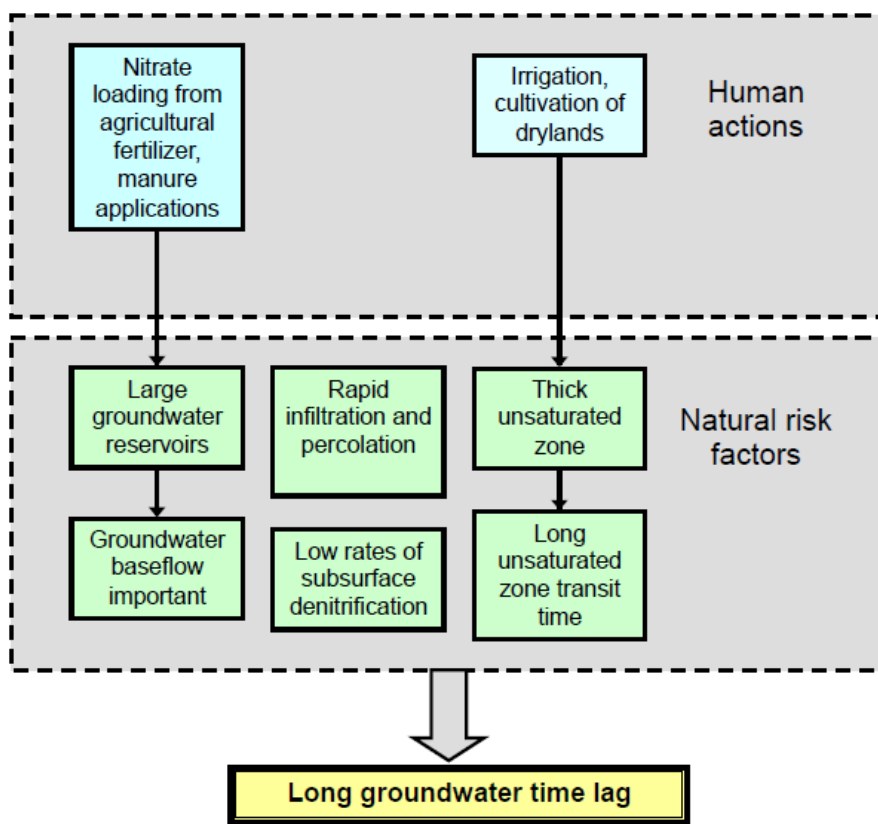 Nitrate
loading from
agricultural
fertilizer,
manure
applications
Irrigation,
cultivation of
drylands
Human
actions
Large
groundwater
reservoirs
Rapid
infiltration and
percolation
Thick
unsaturated
zone
Natural risk
factors
Groundwater
baseflow
important
Low rates of
subsurface
denitrification
Long
unsaturated
zone transit
time
Long groundwater time lag